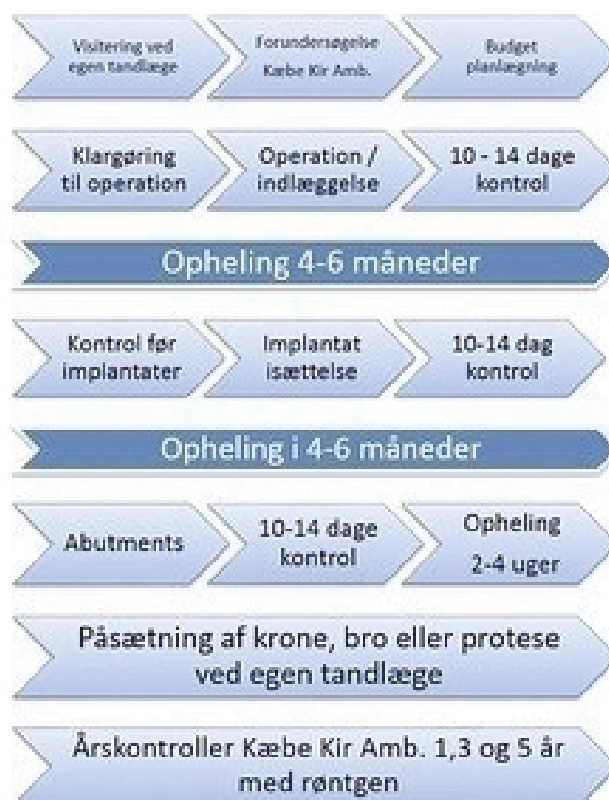 Visitering ved
egen tandlæge
Forundersøgelse
Kæbe Kir Amb.
Budget
planlægning
Klargøring
til operation
Operation /
indlæggelse
10 - 14 dage
kontrol
Opheling 4-6 måneder
Kontrol før
implantater
Implantat
isættelse
10-14 dag
kontrol
Opheling i 4-6 måneder
Abutments
10-14 dage
kontrol
Opheling
2-4 uger
Påsætning af krone, bro eller protese
ved egen tandlæge
Årskontroller Kæbe Kir Amb. 1,3 og 5 år
med røntgen